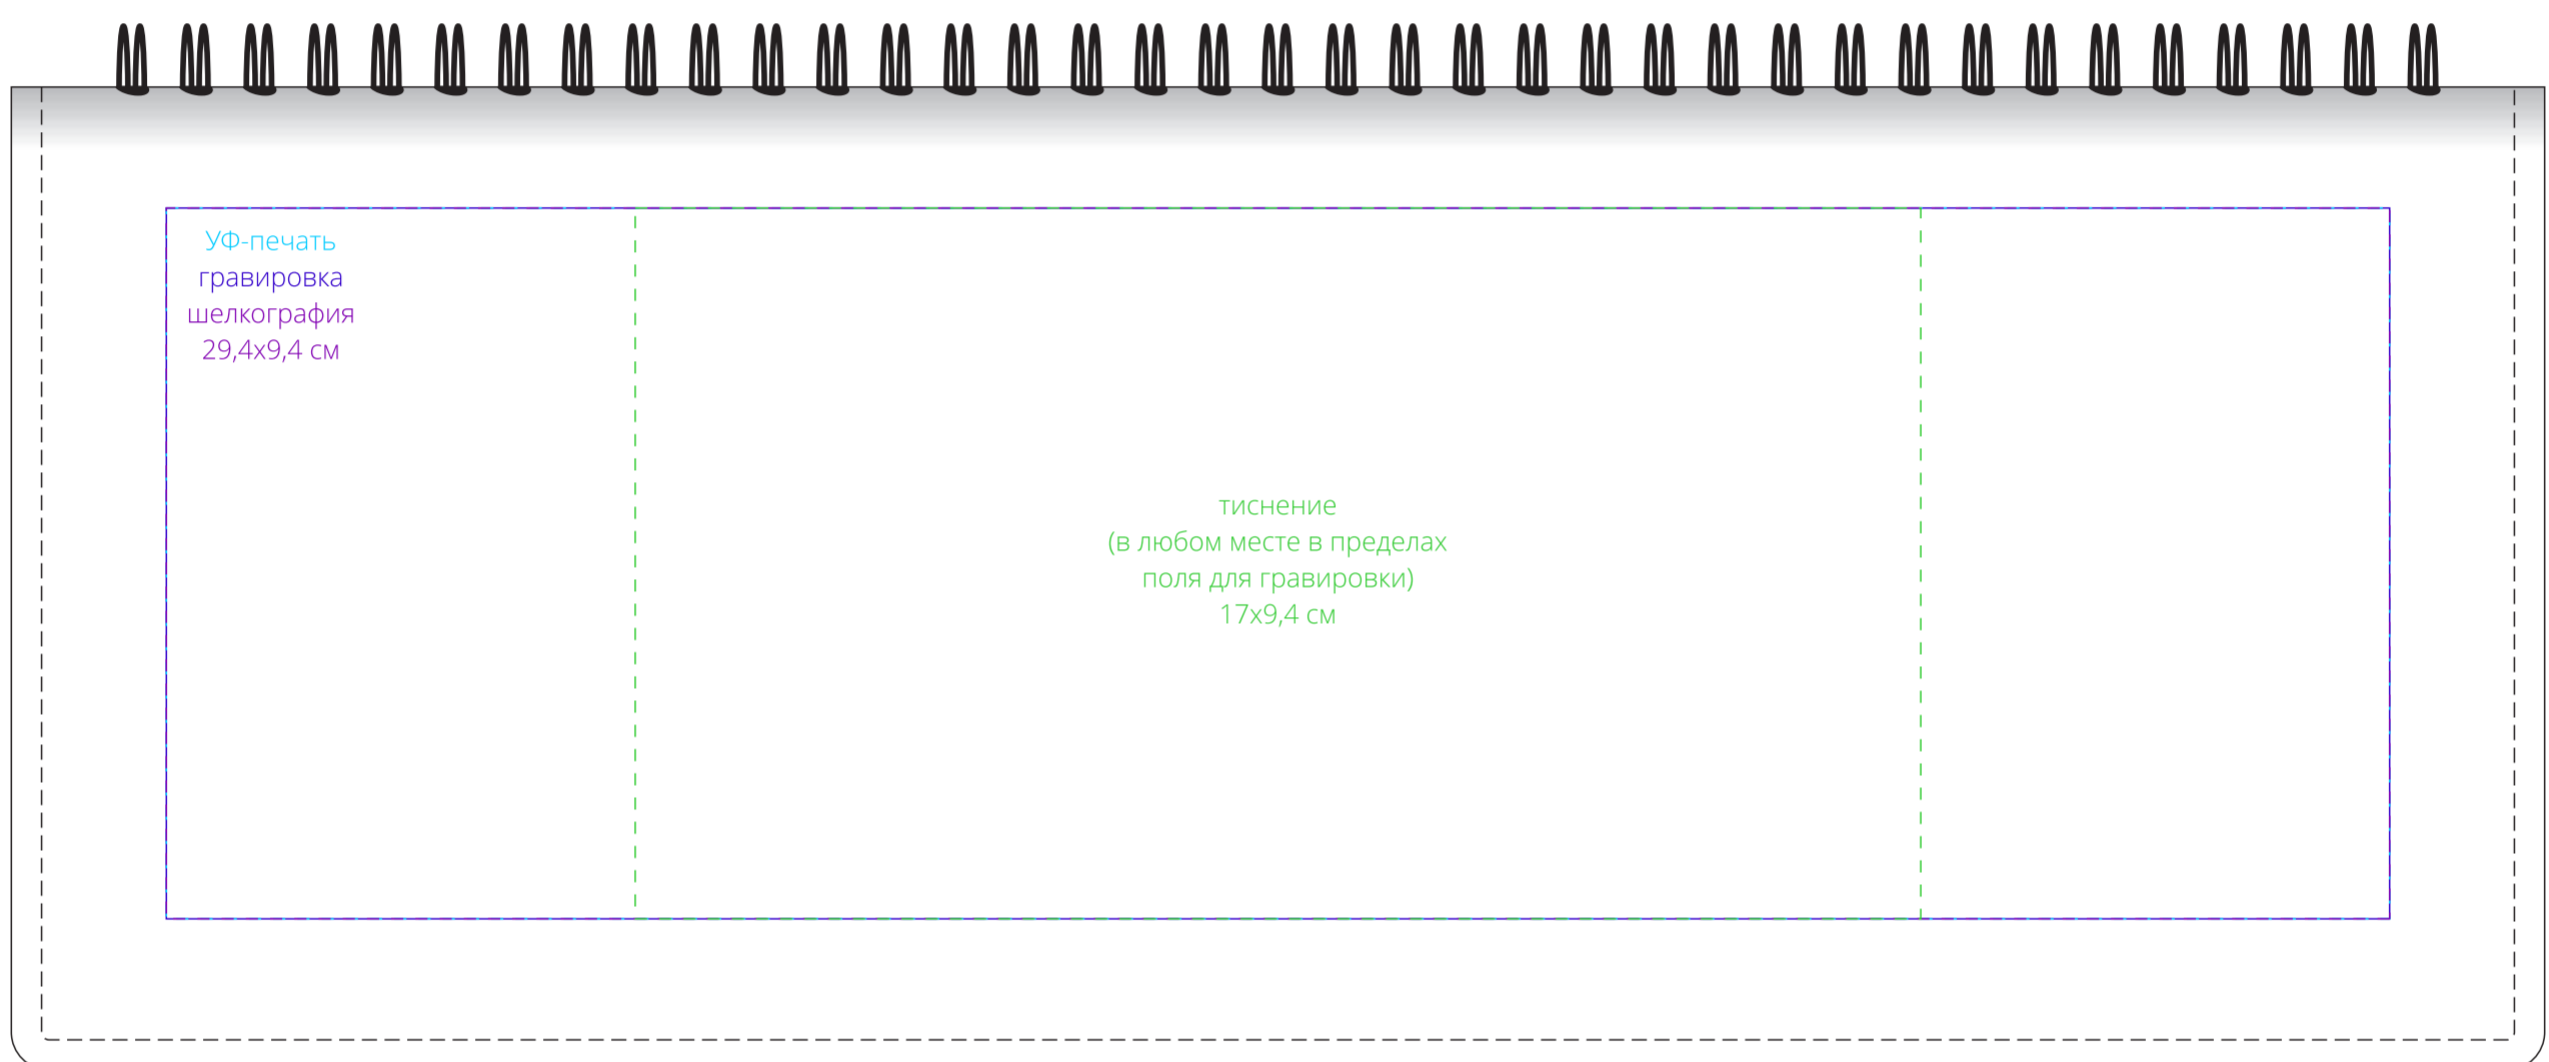 УФ-печать
гравировка
шелкография
29,4х9,4 см
тиснение
(в любом месте в пределах
поля для гравировки)
17х9,4 см